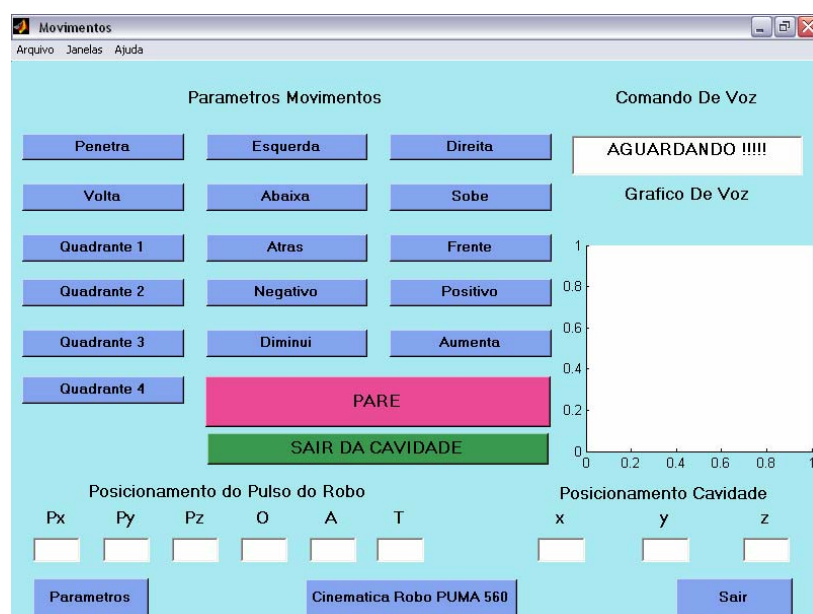 Movimentos
Arquivo Janelas Ajuda
Parametros Movimentos
Comando De Voz
Penetra Esquerda Direita
AGUARDANDO !!!!!
Volta Abaixa Sobe
Grafico De Voz
Quadrante 1 Atras Frente
Quadrante 2 Negativo Positivo
Quadrante 3 Diminui Aumenta
Quadrante 4
PARE
SAIR DA CAVIDADE
1
0.8
0.6
0.4
0.2
0
0 0.2 0.4 0.6 0.8 1
Posicionamento do Pulso do Robo
Px Py Pz O A T
Posicionamento Cavidade
x y z
Parametros
Cinematica Robo PUMA 560
Sair